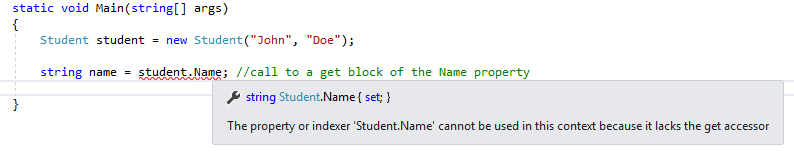 static void Main(string[] args)
{
Student student = new Student("John", "Doe");
string name = student.Name; //call to a get block of the Name property
string Student.Name { set; }
The property or indexer 'Student.Name' cannot be used in this context because it lacks the get accessor
}